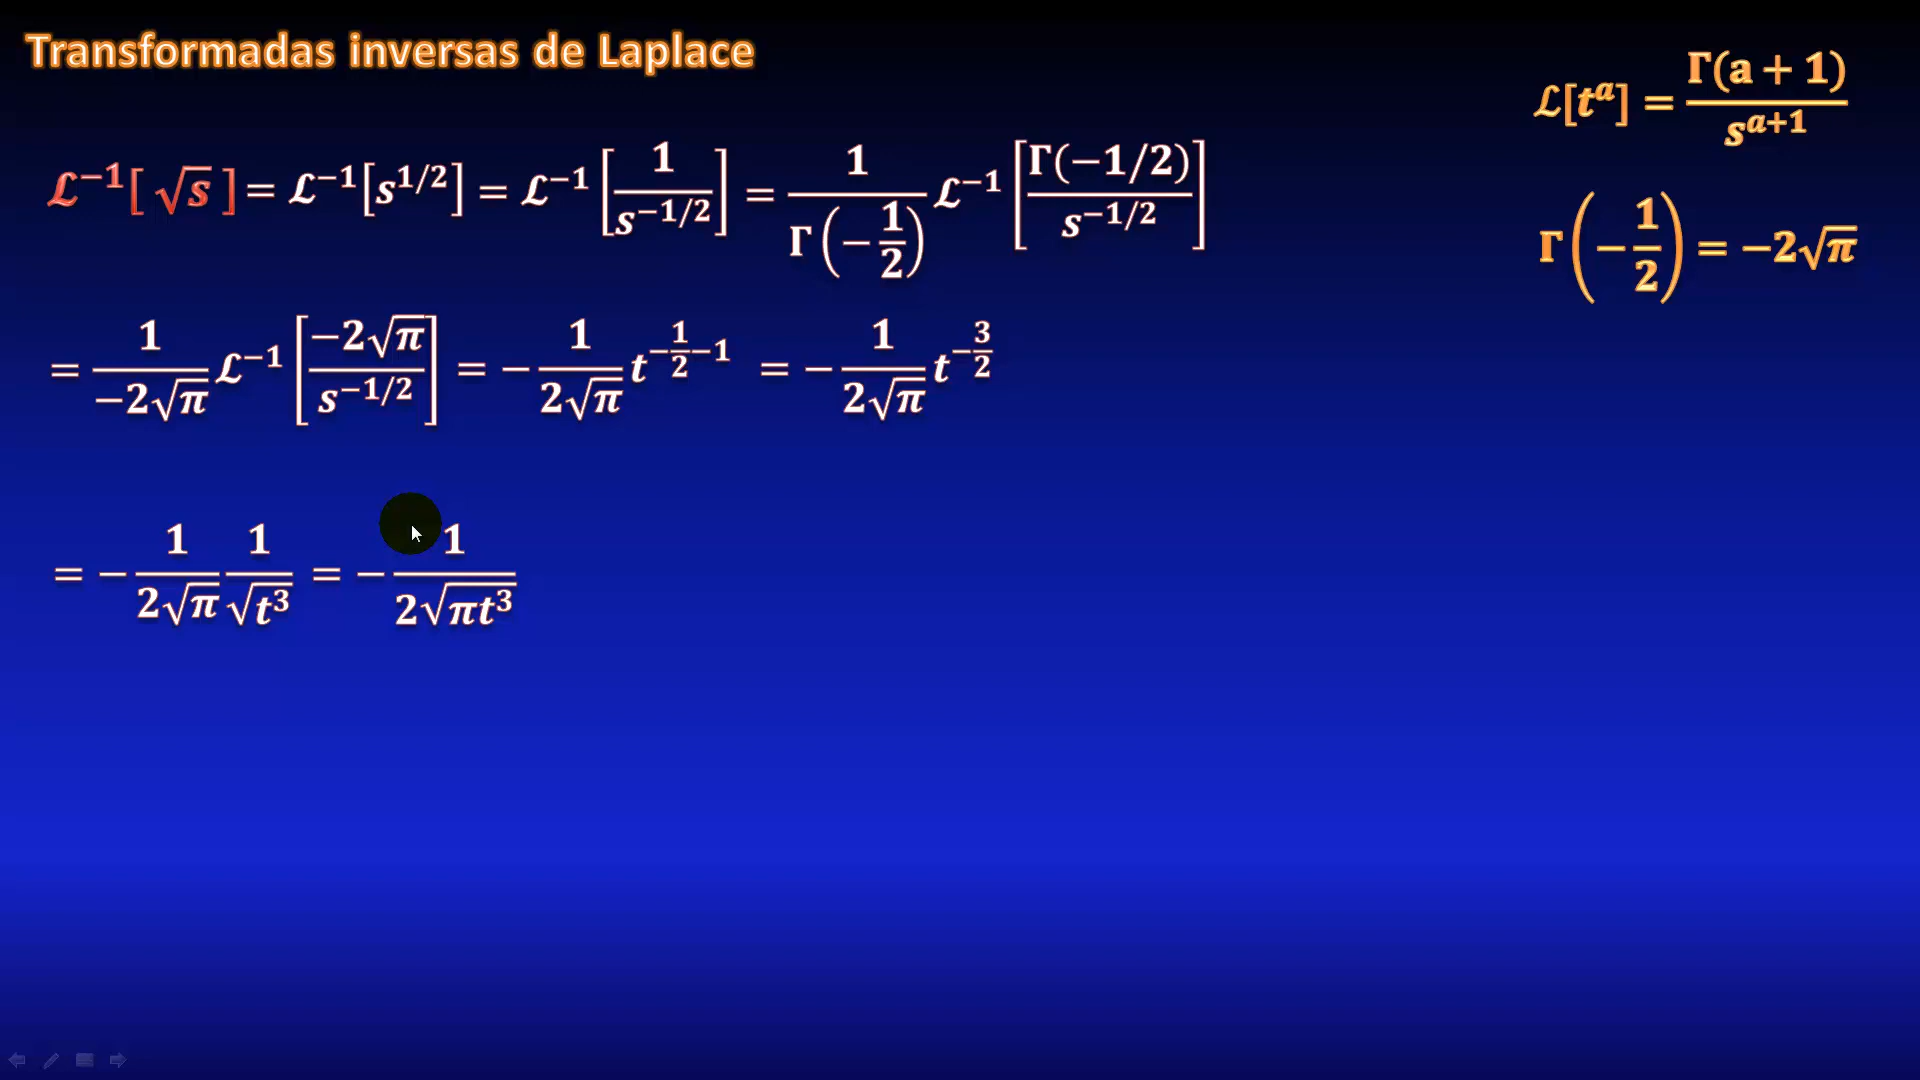 Transformadas inversas de Laplace
ℒ[tᵃ] = Γ(a + 1) / sᵃ⁺¹
ℒ⁻¹[ √s ] = ℒ⁻¹[s^{1/2}] = ℒ⁻¹[1 / s^{−1/2}] = 1 / Γ(−1/2) ℒ⁻¹[Γ(−1/2) / s^{−1/2}]
Γ(−1/2) = −2√π
= 1 / −2√π ℒ⁻¹[−2√π / s^{−1/2}] = − 1 / 2√π t^{−1/2−1} = − 1 / 2√π t^{−3/2}
= − 1 / 2√π 1 / √t³ = − 1 / 2√(πt³)